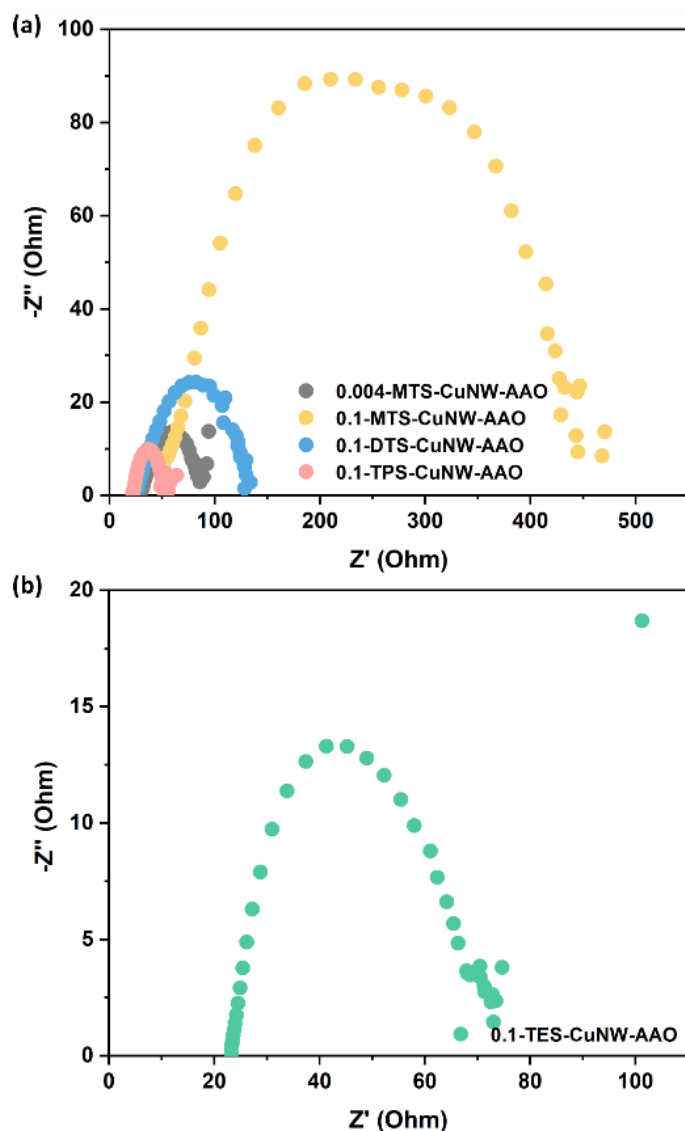 (a)
100
80
60
40
20
0
-Z" (Ohm)
0.004-MTS-CuNW-AAO
0.1-MTS-CuNW-AAO
0.1-DTS-CuNW-AAO
0.1-TPS-CuNW-AAO
0 100 200 300 400 500
Z' (Ohm)
(b)
20
15
10
5
0
-Z" (Ohm)
0.1-TES-CuNW-AAO
0 20 40 60 80 100
Z' (Ohm)